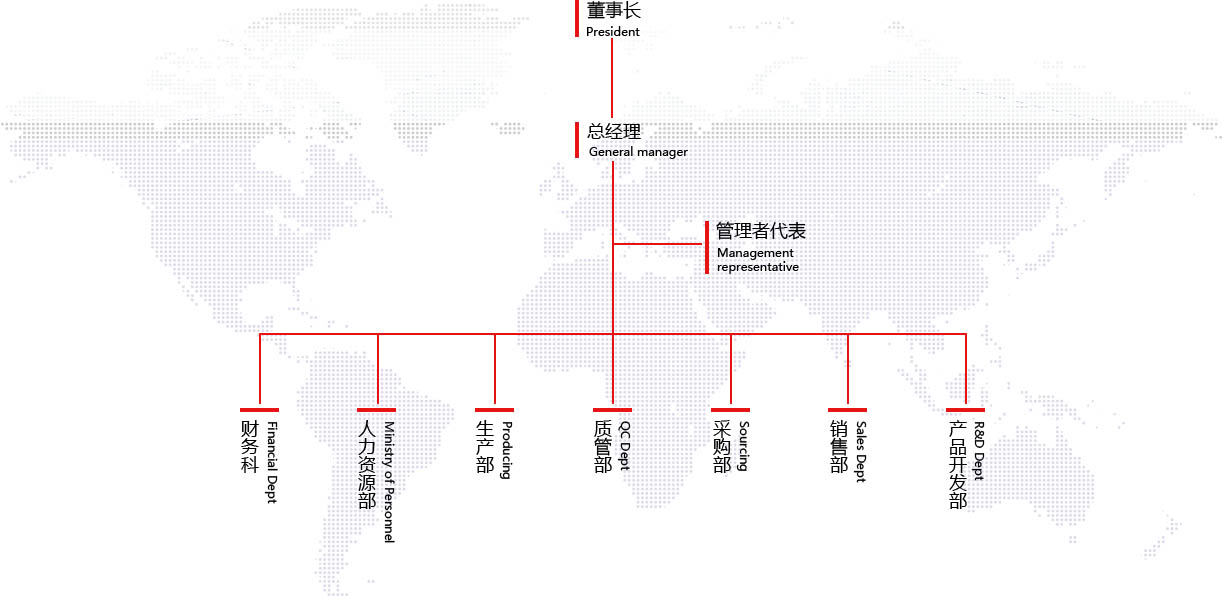 董事长
President
总经理
General manager
管理者代表
Management
representative
财务科
Financial Dept
人力资源部
Ministry of Personnel
生产部
Producing
质管部
QC Dept
采购部
Sourcing
销售部
Sales Dept
产品开发部
R&D Dept